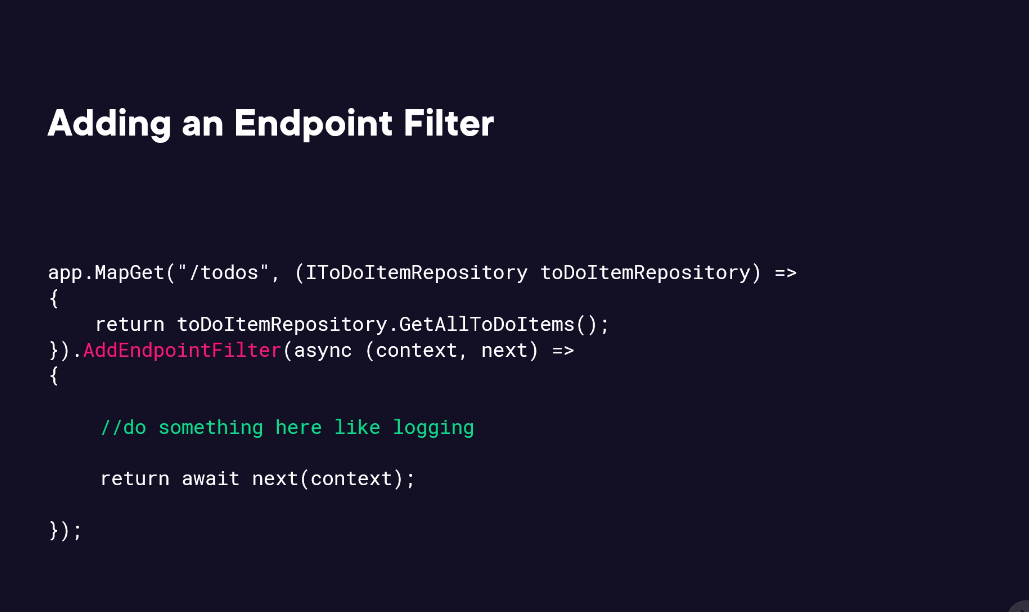 Adding an Endpoint Filter
app.MapGet("/todos", (IToDoItemRepository toDoItemRepository) =>
{
    return toDoItemRepository.GetAllToDoItems();
}).AddEndpointFilter(async (context, next) =>
{
    //do something here like logging
    return await next(context);
});